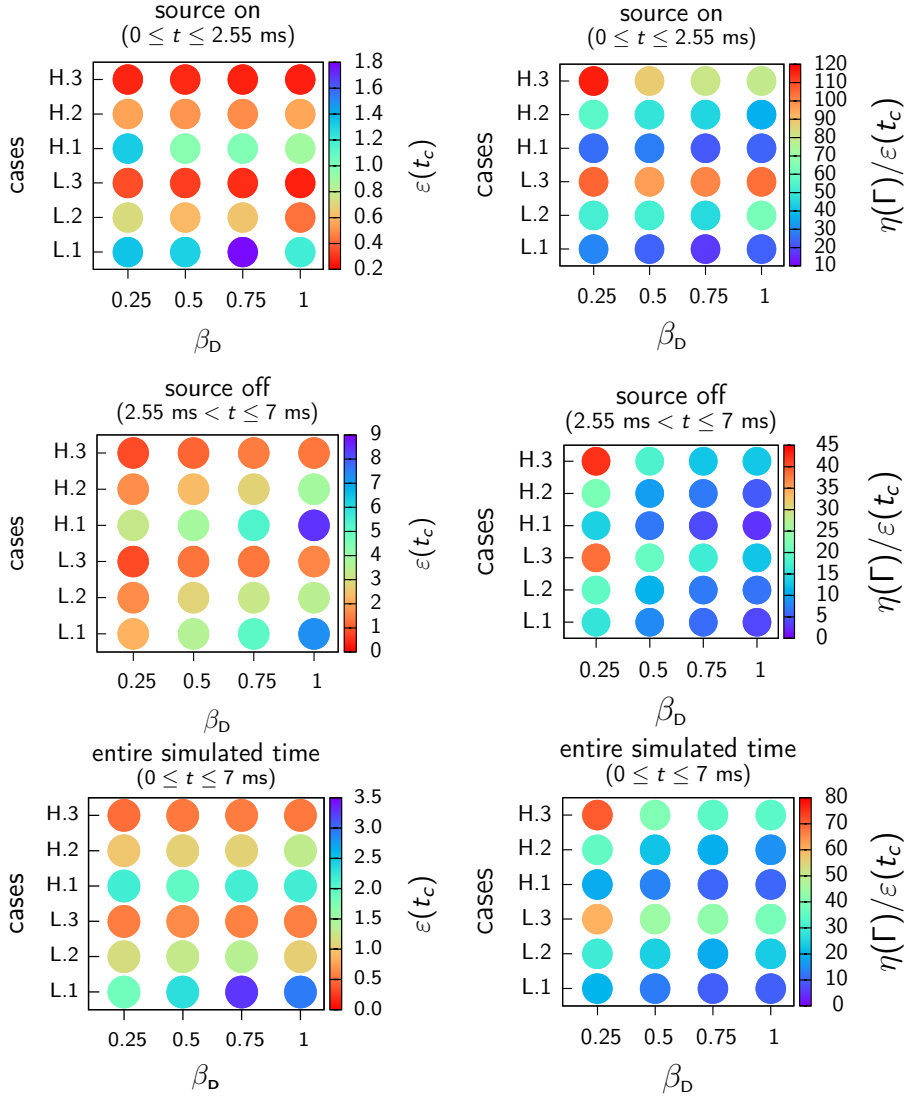 source on
(0 ≤ t ≤ 2.55 ms)
H.3
H.2
H.1
L.3
L.2
L.1
cases
0.25 0.5 0.75 1
β_D
1.8
1.6
1.4
1.2
1.0
0.8
0.6
0.4
0.2
ε(t_c)
source on
(0 ≤ t ≤ 2.55 ms)
H.3
H.2
H.1
L.3
L.2
L.1
cases
0.25 0.5 0.75 1
β_D
120
110
100
90
80
70
60
50
40
30
20
10
η(Γ)/ε(t_c)
source off
(2.55 ms < t ≤ 7 ms)
H.3
H.2
H.1
L.3
L.2
L.1
cases
0.25 0.5 0.75 1
β_D
9
8
7
6
5
4
3
2
1
0
ε(t_c)
source off
(2.55 ms < t ≤ 7 ms)
H.3
H.2
H.1
L.3
L.2
L.1
cases
0.25 0.5 0.75 1
β_D
45
40
35
30
25
20
15
10
5
0
η(Γ)/ε(t_c)
entire simulated time
(0 ≤ t ≤ 7 ms)
H.3
H.2
H.1
L.3
L.2
L.1
cases
0.25 0.5 0.75 1
β_D
3.5
3.0
2.5
2.0
1.5
1.0
0.5
0.0
ε(t_c)
entire simulated time
(0 ≤ t ≤ 7 ms)
H.3
H.2
H.1
L.3
L.2
L.1
cases
0.25 0.5 0.75 1
β_D
80
70
60
50
40
30
20
10
0
η(Γ)/ε(t_c)